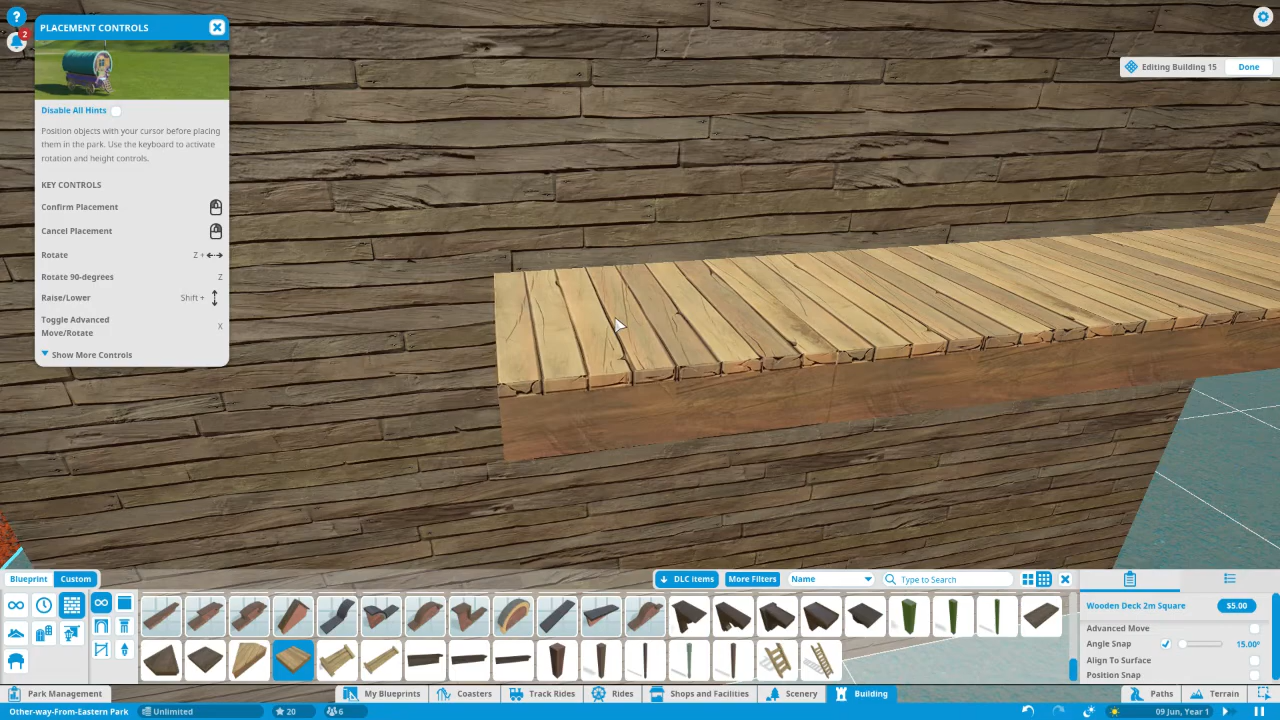 ?
2
PLACEMENT CONTROLS
Disable All Hints
Position objects with your cursor before placing
them in the park. Use the keyboard to activate
rotation and height controls.
KEY CONTROLS
Confirm Placement
Cancel Placement
Rotate Z +
Rotate 90-degrees Z
Raise/Lower Shift +
Toggle Advanced
Move/Rotate X
Show More Controls
Editing Building 15 Done
Blueprint Custom
DLC Items More Filters Name Type to Search
Wooden Deck 2m Square $5.00
Advanced Move
Angle Snap 15.00°
Align To Surface
Position Snap
Park Management My Blueprints Coasters Track Rides Rides Shops and Facilities Scenery Building Paths Terrain
Other-way-From-Eastern Park Unlimited 20 6 09 Jun, Year 1